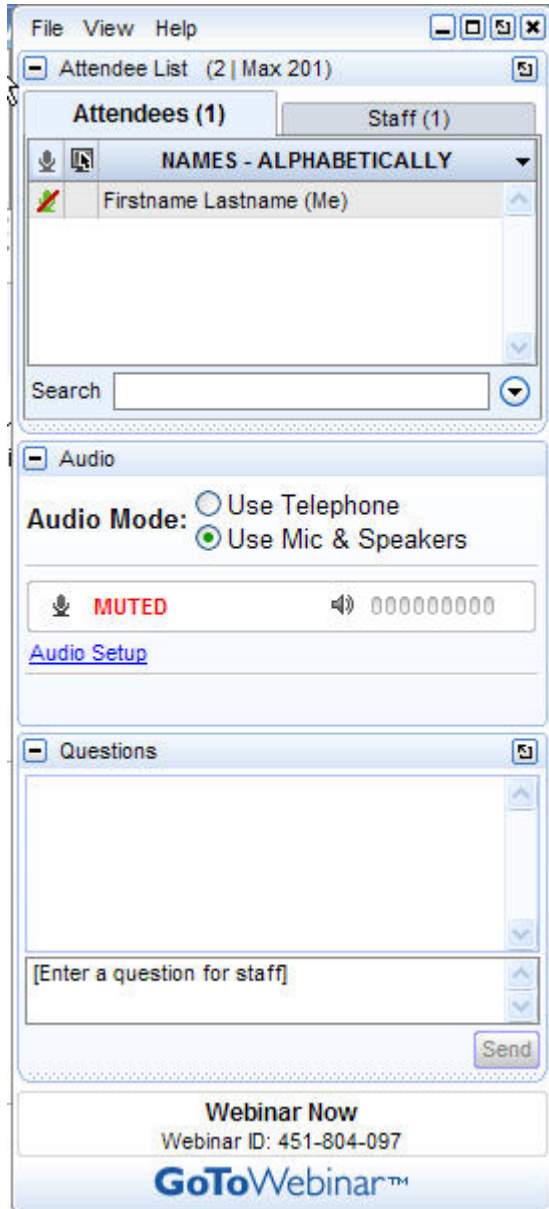 File View Help
Attendee List (2 | Max 201)
Attendees (1) Staff (1)
NAMES - ALPHABETICALLY
Firstname Lastname (Me)
Search
Audio
Audio Mode: Use Telephone
Use Mic & Speakers
MUTED 000000000
Audio Setup
Questions
[Enter a question for staff]
Send
Webinar Now
Webinar ID: 451-804-097
GoToWebinar™